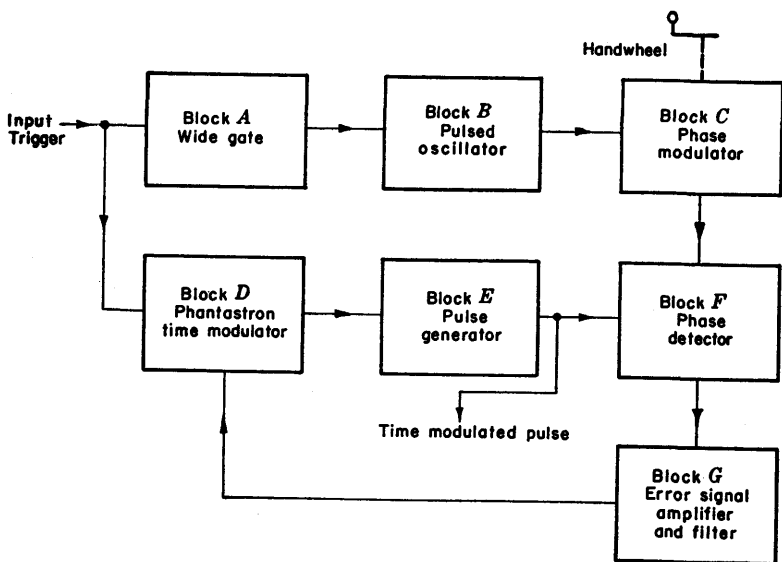 Handwheel
Input
Trigger
Block A
Wide gate
Block B
Pulsed
oscillator
Block C
Phase
modulator
Block D
Phantastron
time modulator
Block E
Pulse
generator
Block F
Phase
detector
Time modulated pulse
Block G
Error signal
amplifier
and filter